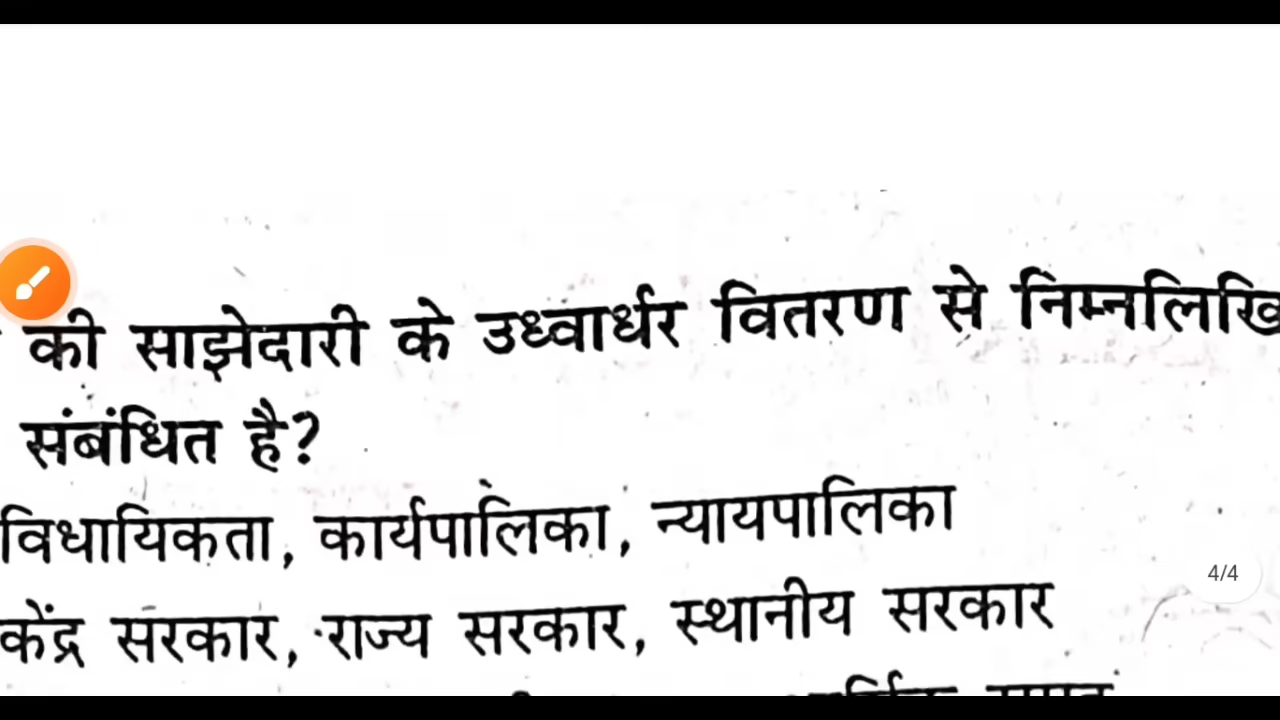 की साझेदारी के उध्वार्धर वितरण से निम्नलिखि
संबंधित है?
विधायिकता, कार्यपालिका, न्यायपालिका
केंद्र सरकार, राज्य सरकार, स्थानीय सरकार
4/4